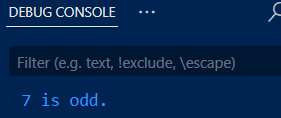 DEBUG CONSOLE ···
Filter (e.g. text, !exclude, \escape)
7 is odd.